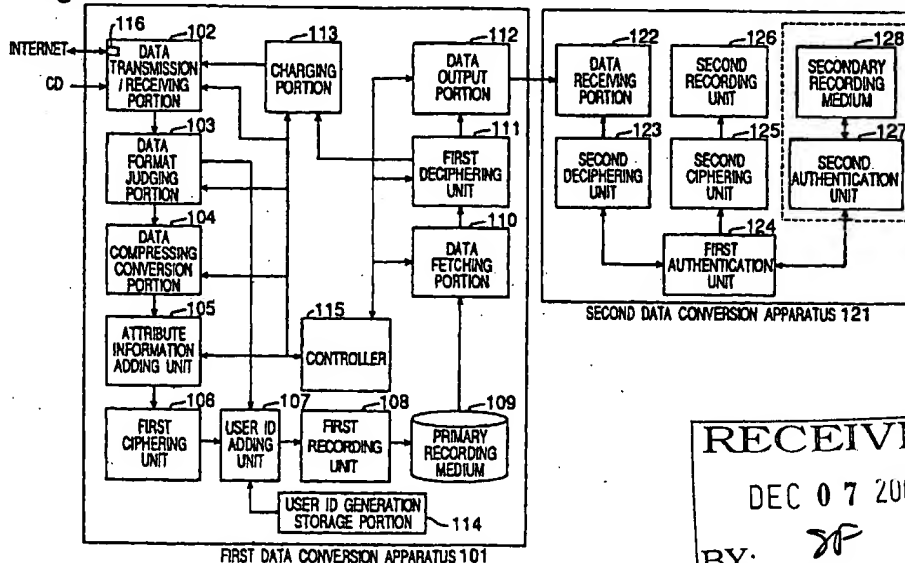 116
102
INTERNET
DATA
TRANSMISSION
/ RECEIVING
PORTION
CD
113
CHARGING
PORTION
112
DATA
OUTPUT
PORTION
103
DATA
FORMAT
JUDGING
PORTION
111
FIRST
DECIPHERING
UNIT
104
DATA
COMPRESSING
CONVERSION
PORTION
110
DATA
FETCHING
PORTION
105
ATTRIBUTE
INFORMATION
ADDING UNIT
115
CONTROLLER
106
FIRST
CIPHERING
UNIT
107
USER ID
ADDING
UNIT
108
FIRST
RECORDING
UNIT
109
PRIMARY
RECORDING
MEDIUM
USER ID GENERATION
STORAGE PORTION
114
FIRST DATA CONVERSION APPARATUS 101
122
DATA
RECEIVING
PORTION
126
SECOND
RECORDING
UNIT
128
SECONDARY
RECORDING
MEDIUM
123
SECOND
DECIPHERING
UNIT
125
SECOND
CIPHERING
UNIT
127
SECOND
AUTHENTICATION
UNIT
124
FIRST
AUTHENTICATION
UNIT
SECOND DATA CONVERSION APPARATUS 121
RECEIVE
DEC 07
BY: